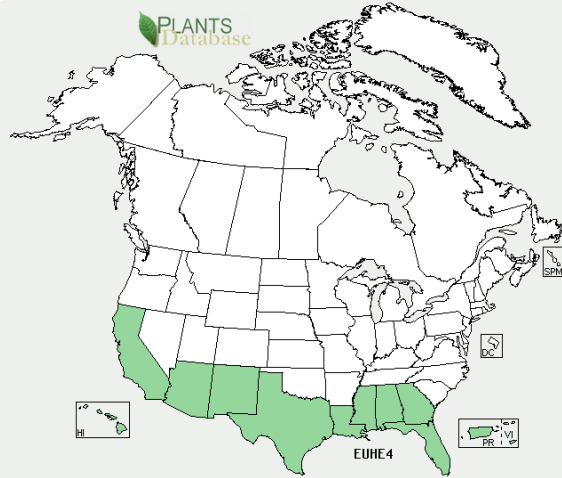 PLANTS
Database
SPM
DC
HI
PR VI
EUHE4